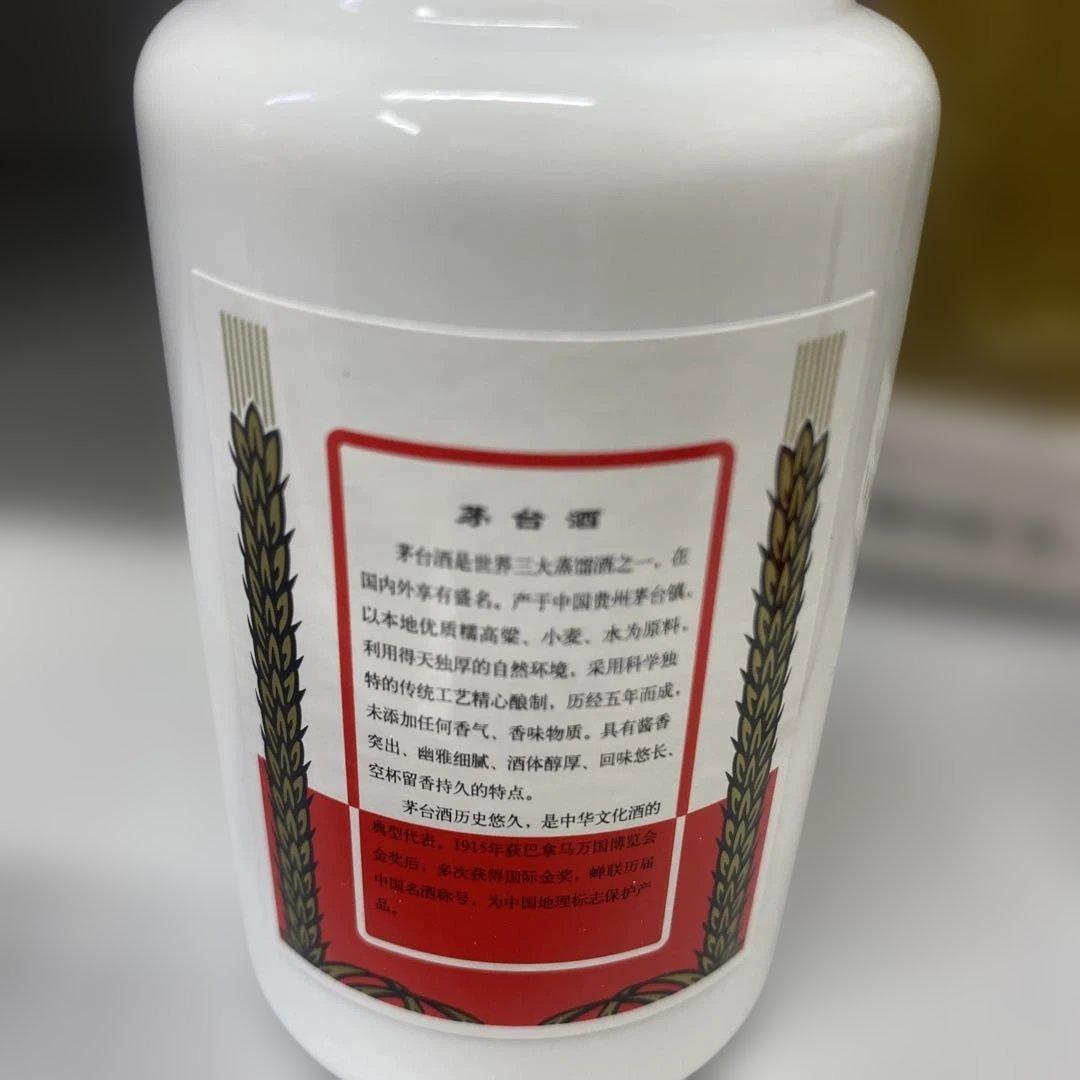 茅台酒
茅台酒是世界三大蒸馏酒之一，在
国内外享有盛名。产于中国贵州茅台镇，
以本地优质糯高粱、小麦、水为原料，
利用得天独厚的自然环境，采用科学独
特的传统工艺精心酿制，历经五年而成，
未添加任何香气、香味物质。具有酱香
突出、幽雅细腻、酒体醇厚、回味悠长、
空杯留香持久的特点。
茅台酒历史悠久，是中华文化酒的
典型代表。1915年获巴拿马万国博览会
金奖后，多次获得国际金奖，蝉联历届
中国名酒称号，为中国地理标志保护产
品。